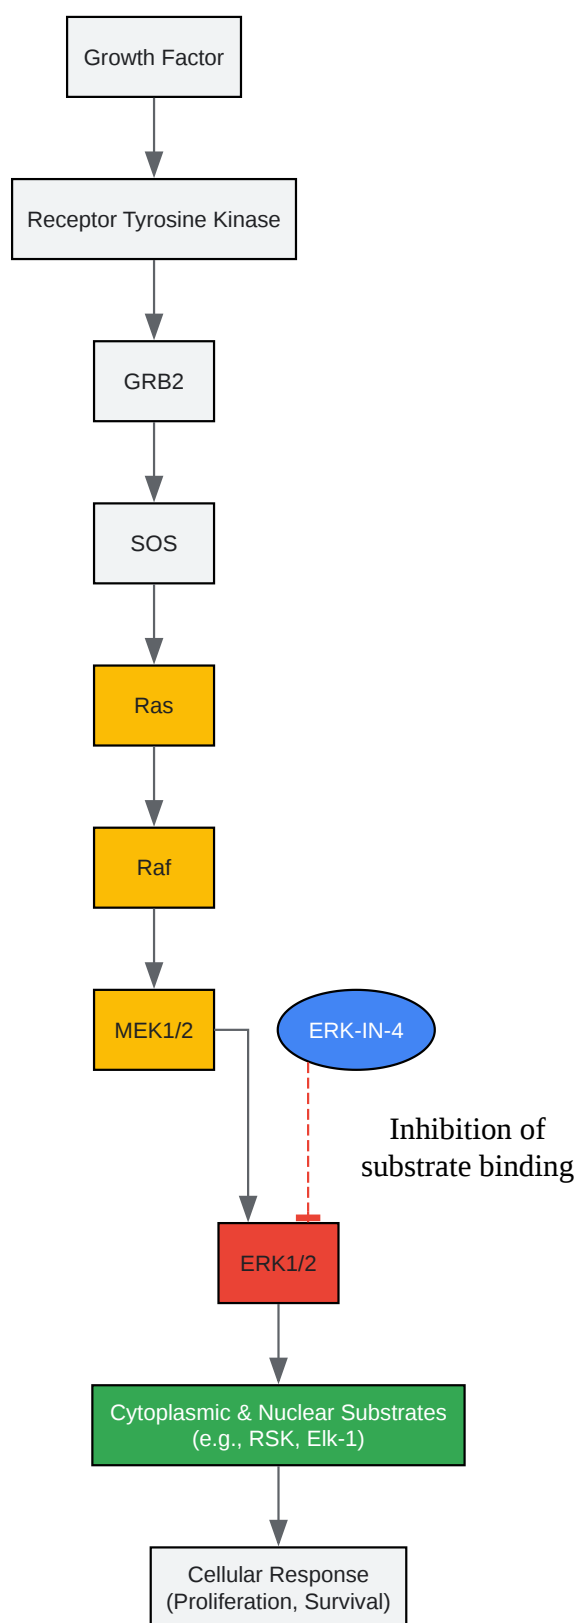 Growth Factor
Receptor Tyrosine Kinase
GRB2
SOS
Ras
Raf
MEK1/2
ERK-IN-4
Inhibition of
substrate binding
ERK1/2
Cytoplasmic & Nuclear Substrates
(e.g., RSK, Elk-1)
Cellular Response
(Proliferation, Survival)